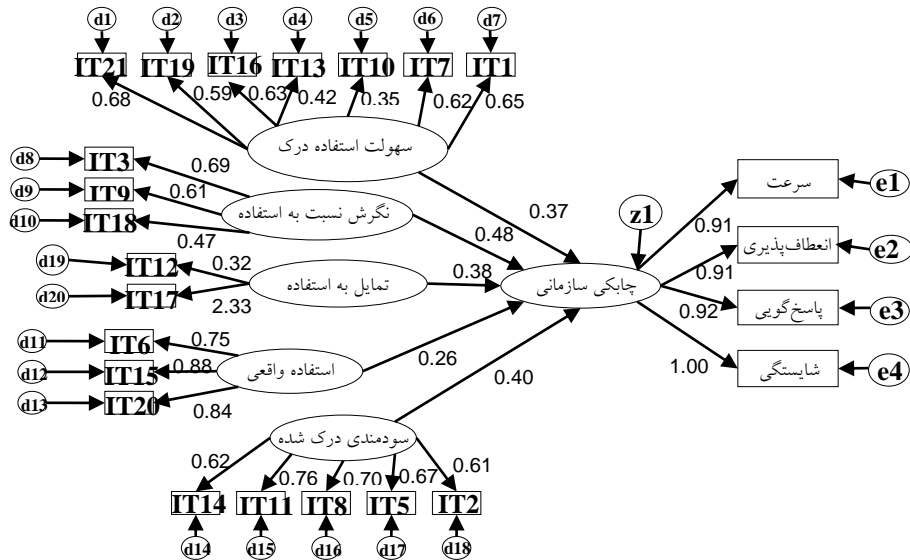 d1 d2 d3 d4 d5 d6 d7
IT21 IT19 IT16 IT13 IT10 IT7 IT1
0.68 0.59 0.63 0.42 0.35 0.62 0.65
سهولت استفاده درک
d8 IT3 0.69
d9 IT9 0.61
d10 IT18 0.47
نگرش نسبت به استفاده
d19 IT12 0.32
d20 IT17 2.33
تمایل به استفاده
d11 IT6 0.75
d12 IT15 0.88
d13 IT20 0.84
استفاده واقعی
سودمندی درک شده
0.62 0.76 0.70 0.67 0.61
IT14 IT11 IT8 IT5 IT2
d14 d15 d16 d17 d18
0.37
0.48
0.38
0.26
0.40
z1
چابکی سازمانی
0.91 سرعت e1
0.91 انعطاف‌پذیری e2
0.92 پاسخ‌گویی e3
1.00 شایستگی e4